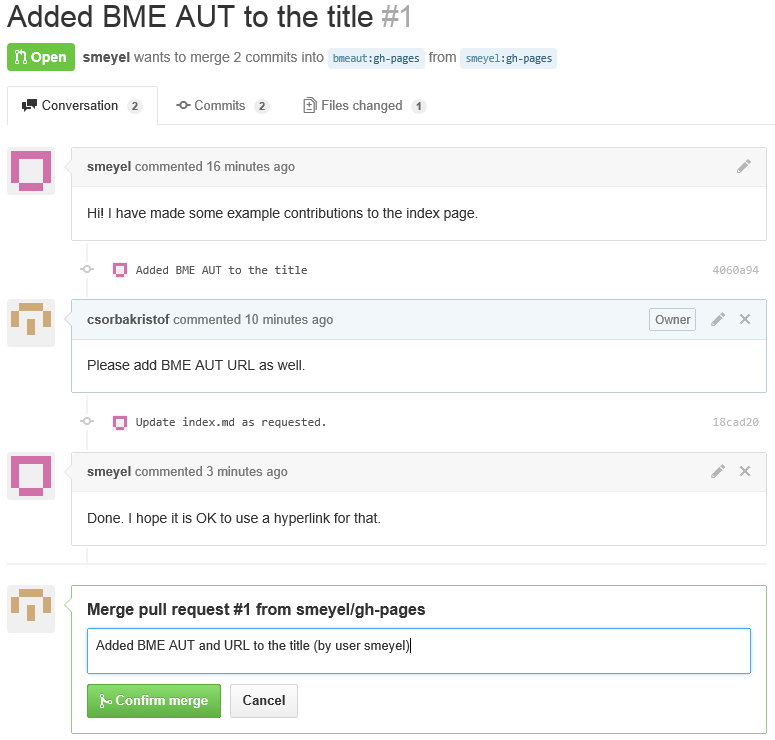 Added BME AUT to the title #1
Open smeyel wants to merge 2 commits into bmeaut:gh-pages from smeyel:gh-pages
Conversation 2 Commits 2 Files changed 1
smeyel commented 16 minutes ago
Hi! I have made some example contributions to the index page.
Added BME AUT to the title 4060a94
csorbakristof commented 10 minutes ago Owner
Please add BME AUT URL as well.
Update index.md as requested. 18cad20
smeyel commented 3 minutes ago
Done. I hope it is OK to use a hyperlink for that.
Merge pull request #1 from smeyel/gh-pages
Added BME AUT and URL to the title (by user smeyel)
Confirm merge Cancel